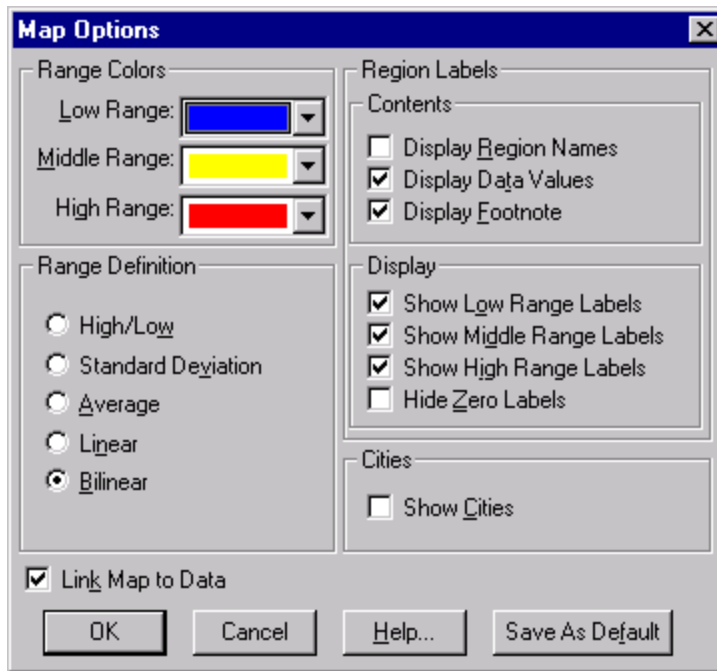 Map Options
Range Colors
Low Range:
Middle Range:
High Range:
Range Definition
High/Low
Standard Deviation
Average
Linear
Bilinear
Region Labels
Contents
Display Region Names
Display Data Values
Display Footnote
Display
Show Low Range Labels
Show Middle Range Labels
Show High Range Labels
Hide Zero Labels
Cities
Show Cities
Link Map to Data
OK
Cancel
Help...
Save As Default